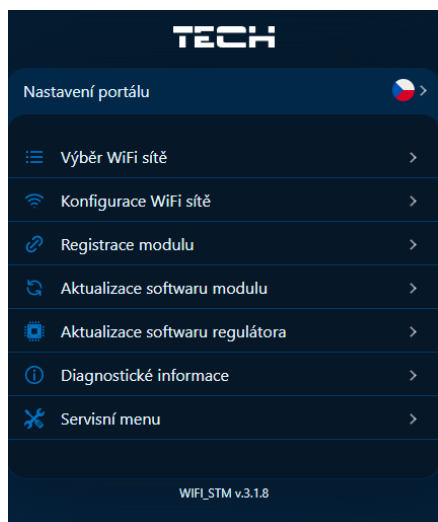 TECH
Nastavení portálu
Výběr WiFi sítě
Konfigurace WiFi sítě
Registrace modulu
Aktualizace softwaru modulu
Aktualizace softwaru regulátora
Diagnostické informace
Servisní menu
WIFI_STM v.3.1.8